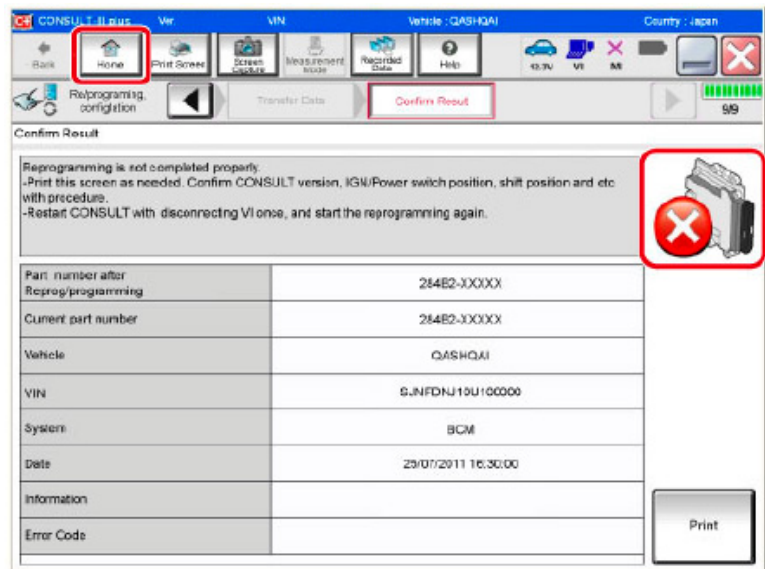 CONSULT-III plus Ver. VIN: Vehicle : QASHQAI Country : Japan
Back Home Print Screen Screen Capture Measurement Mode Recorded Data Help 12.3V VI MI
Re/programing, configration Transfer Data Confirm Result 9/9
Confirm Result
Reprogramming is not completed properly.
-Print this screen as needed. Confirm CONSULT version, IGN/Power switch position, shift position and etc
with procedure.
-Restart CONSULT with disconnecting VI once, and start the reprogramming again.
Part number after
Reprog/programming 284B2-XXXXX
Current part number 284B2-XXXXX
Vehicle QASHQAI
VIN SJNFDNJ10U100000
System BCM
Date 25/07/2011 16:30:00
Information
Error Code
Print